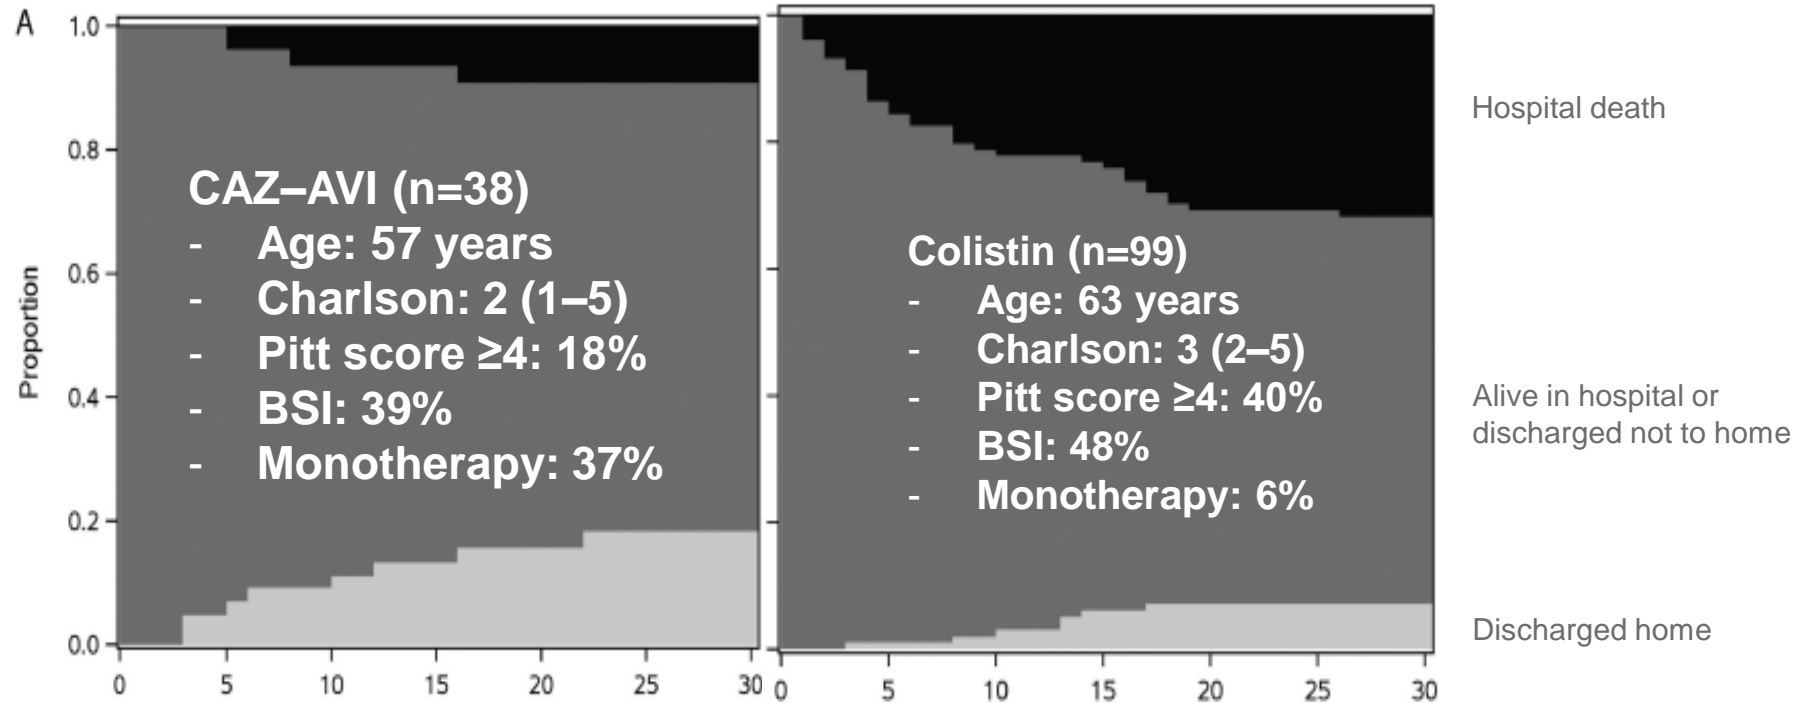 A
1.0
0.8
0.6
0.4
0.2
0.0
Proportion
CAZ–AVI (n=38)
- Age: 57 years
- Charlson: 2 (1–5)
- Pitt score ≥4: 18%
- BSI: 39%
- Monotherapy: 37%
0 5 10 15 20 25 30
Colistin (n=99)
- Age: 63 years
- Charlson: 3 (2–5)
- Pitt score ≥4: 40%
- BSI: 48%
- Monotherapy: 6%
0 5 10 15 20 25 30
Hospital death
Alive in hospital or
discharged not to home
Discharged home